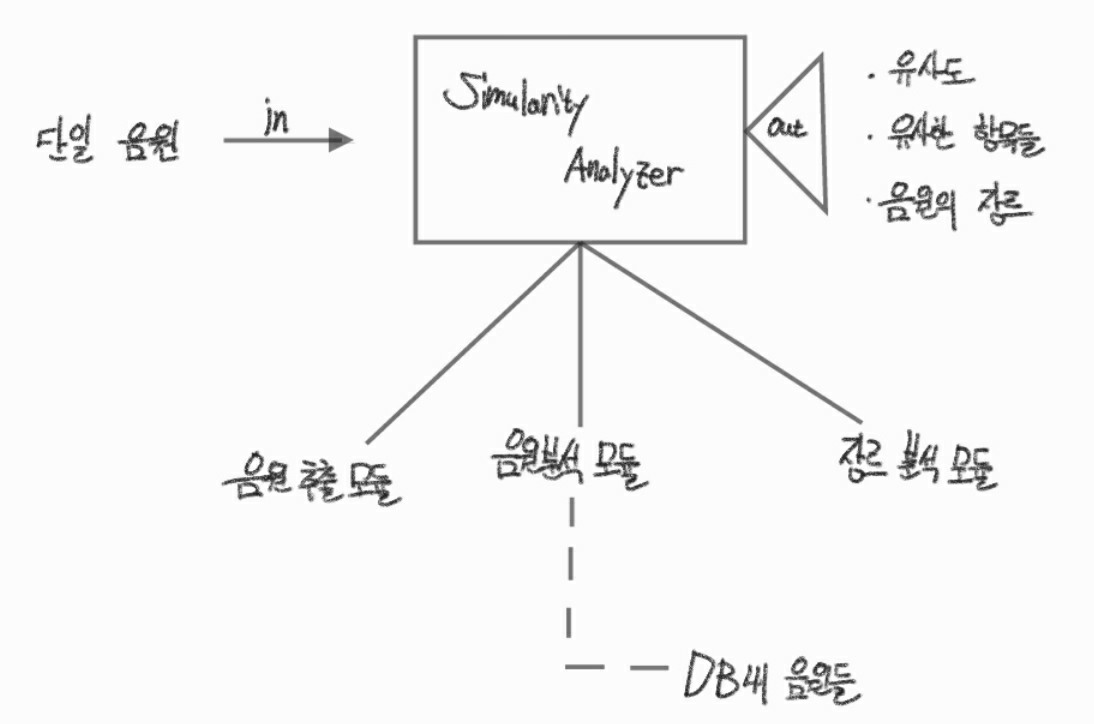 단일 음원
in
Simularity
Analyzer
out
· 유사도
· 유사한 항목들
· 음원의 장르
음원 추출 모듈
음원분석 모듈
장르 분석 모듈
DB내 음원들